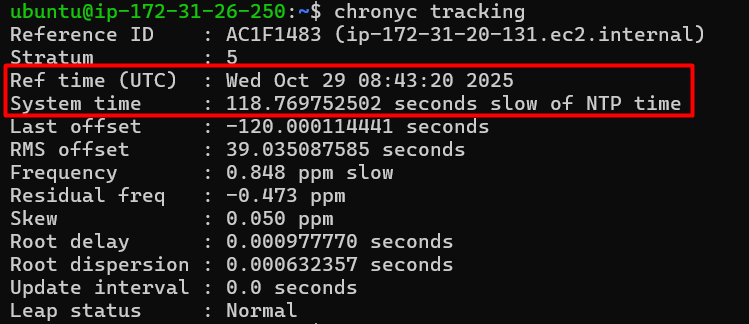 ubuntu@ip-172-31-26-250:~$ chronyc tracking
Reference ID    : AC1F1483 (ip-172-31-20-131.ec2.internal)
Stratum         : 5
Ref time (UTC)  : Wed Oct 29 08:43:20 2025
System time     : 118.769752502 seconds slow of NTP time
Last offset     : -120.000114441 seconds
RMS offset      : 39.035087585 seconds
Frequency       : 0.848 ppm slow
Residual freq   : -0.473 ppm
Skew            : 0.050 ppm
Root delay      : 0.000977770 seconds
Root dispersion : 0.000632357 seconds
Update interval : 0.0 seconds
Leap status     : Normal